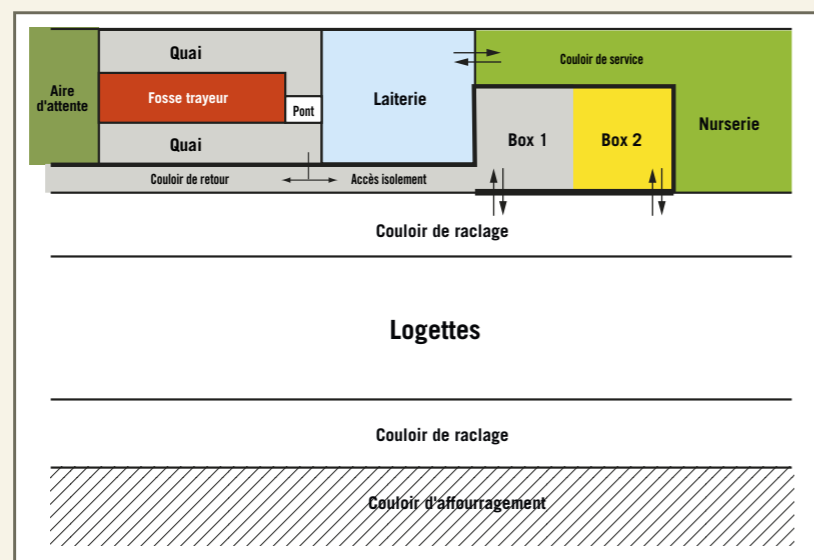 Quai
Couloir de service
Aire
d'attente
Fosse trayeur
Pont
Laiterie
Nurserie
Box 1
Box 2
Quai
Couloir de retour
Accès isolement
Couloir de raclage
Logettes
Couloir de raclage
Couloir d'affourragement